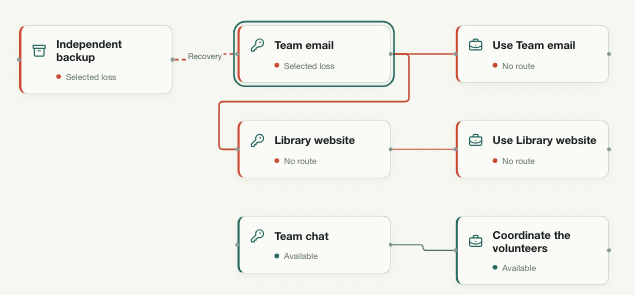 Independent
backup
Selected loss
Recovery
Team email
Selected loss
Use Team email
No route
Library website
No route
Use Library website
No route
Team chat
Available
Coordinate the
volunteers
Available